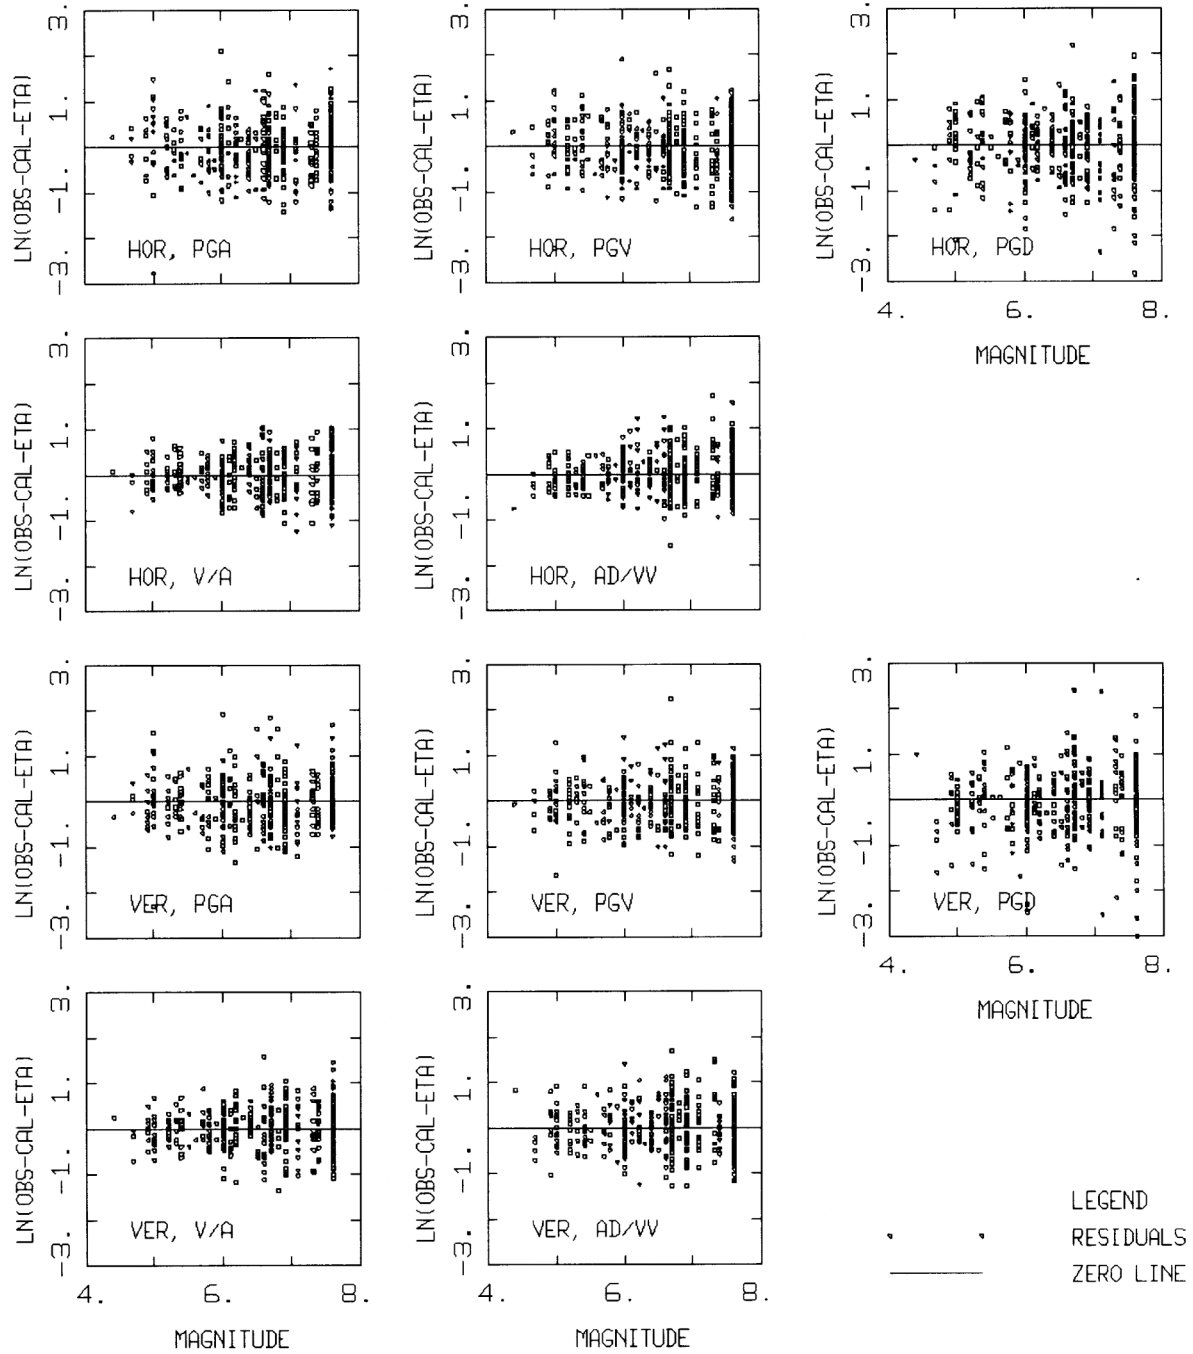 LN(OBS-CAL-ETA)
3.
1.
-1.
-3.
HOR, PGA
LN(OBS-CAL-ETA)
3.
1.
-1.
-3.
HOR, PGV
LN(OBS-CAL-ETA)
3.
1.
-1.
-3.
HOR, PGD
4.
6.
8.
MAGNITUDE
LN(OBS-CAL-ETA)
3.
1.
-1.
-3.
HOR, V/A
LN(OBS-CAL-ETA)
3.
1.
-1.
-3.
HOR, AD/VV
LN(OBS-CAL-ETA)
3.
1.
-1.
-3.
VER, PGA
LN(OBS-CAL-ETA)
3.
1.
-1.
-3.
VER, PGV
LN(OBS-CAL-ETA)
3.
1.
-1.
-3.
VER, PGD
4.
6.
8.
MAGNITUDE
LN(OBS-CAL-ETA)
3.
1.
-1.
-3.
VER, V/A
4.
6.
8.
MAGNITUDE
LN(OBS-CAL-ETA)
3.
1.
-1.
-3.
VER, AD/VV
4.
6.
8.
MAGNITUDE
LEGEND
RESIDUALS
ZERO LINE